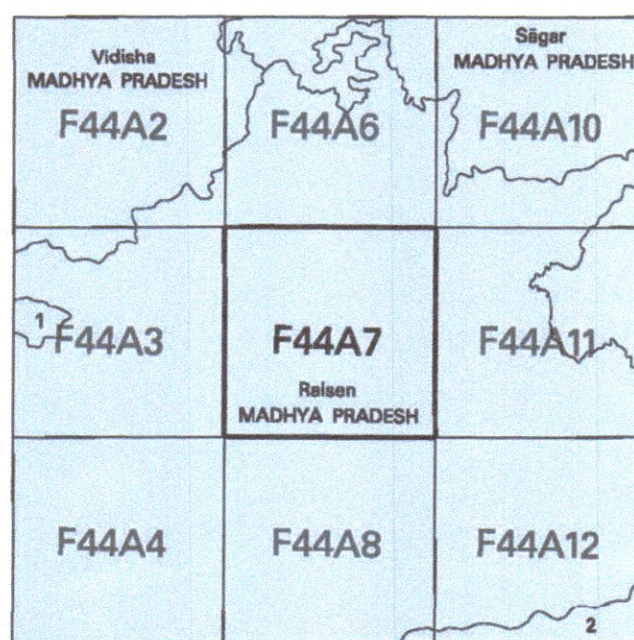 Vidisha
MADHYA PRADESH
F44A2
F44A6
Sāgar
MADHYA PRADESH
F44A10
1
F44A3
F44A7
Raisen
MADHYA PRADESH
F44A11
F44A4
F44A8
F44A12
2